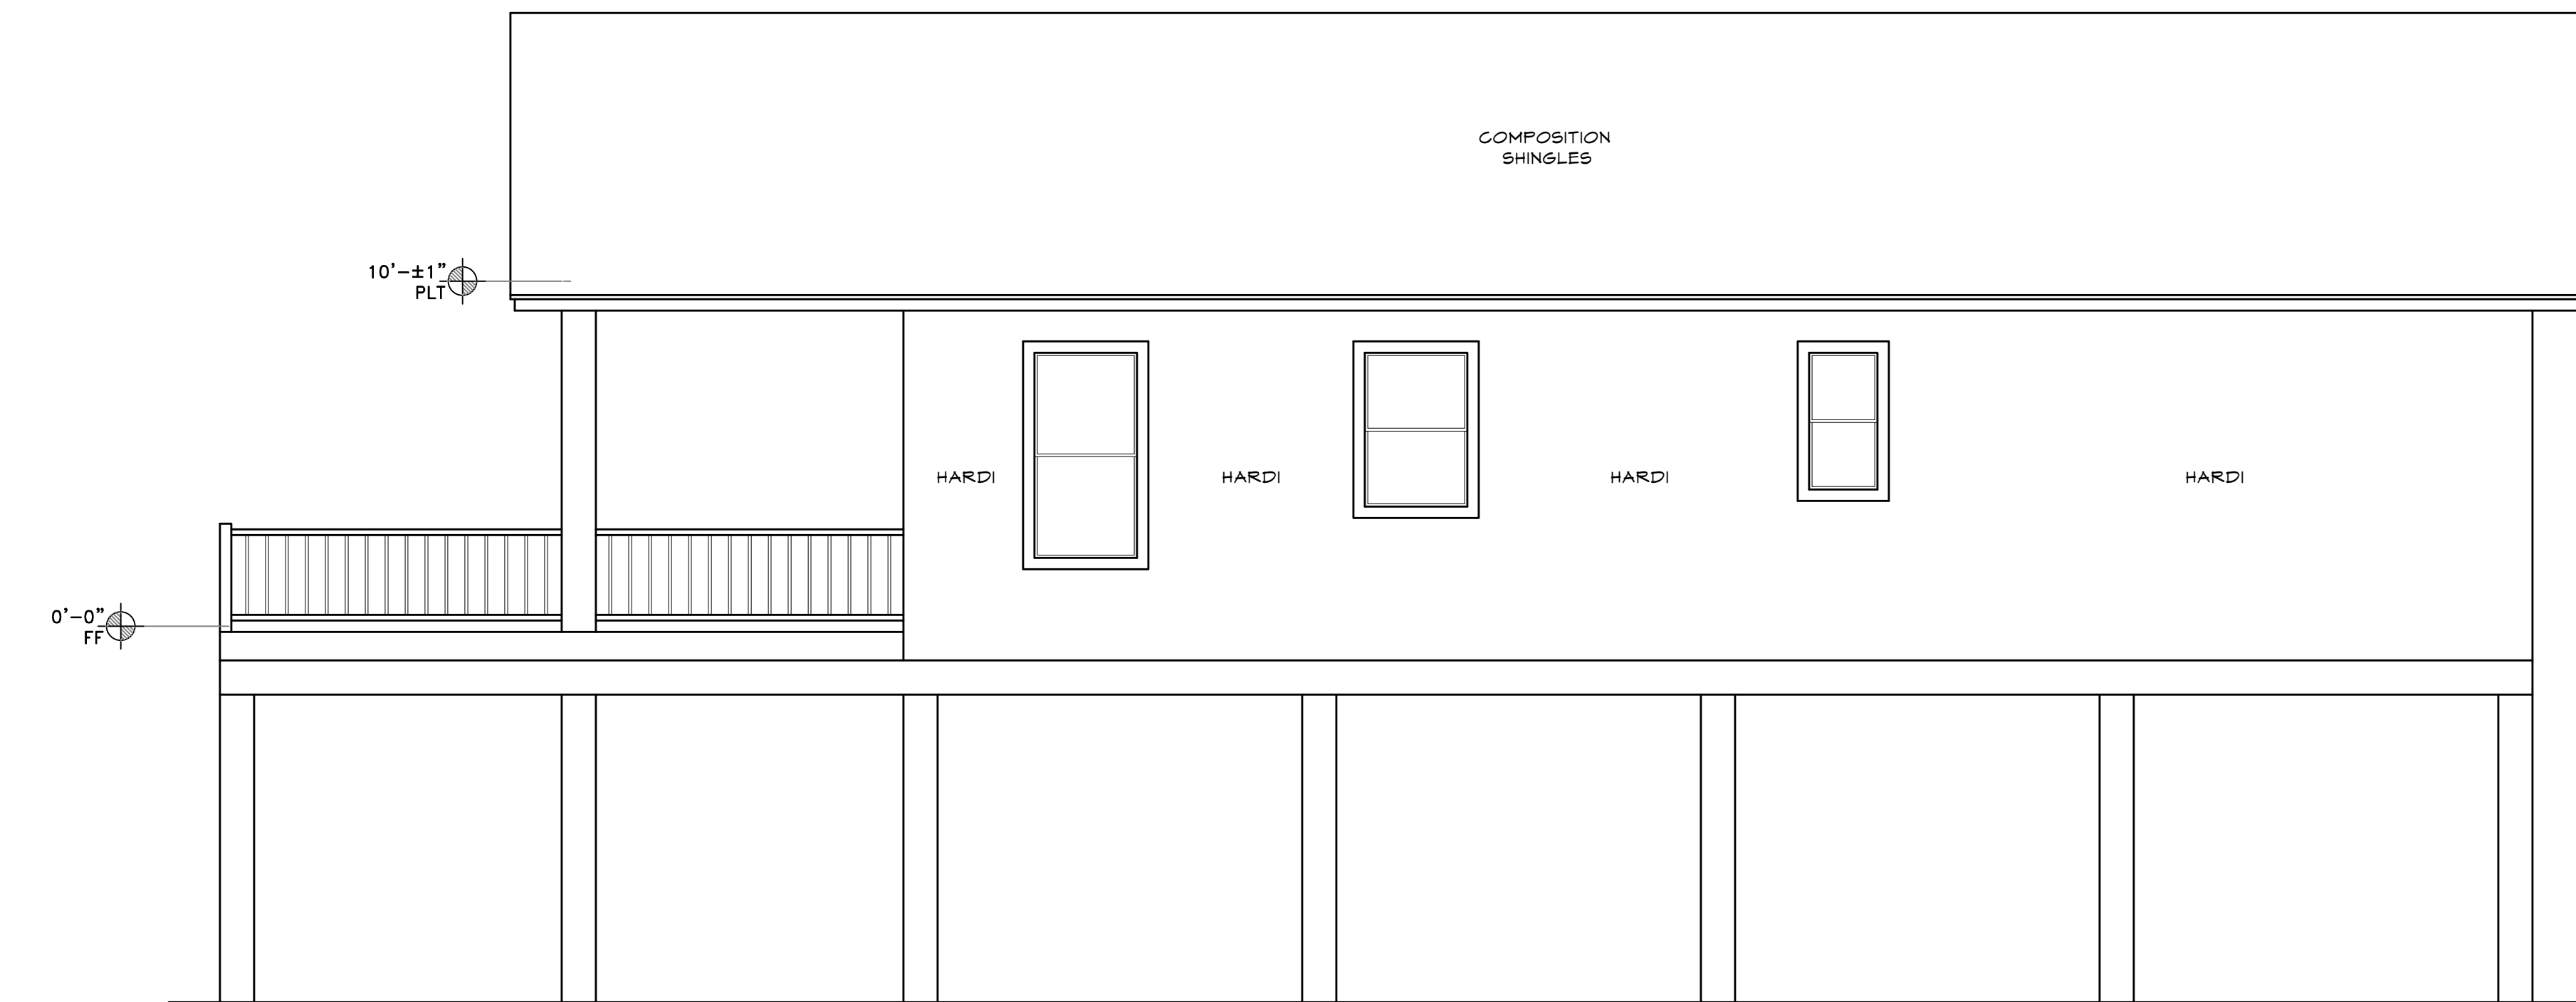 COMPOSITION
SHINGLES
10'-±1"
PLT
HARDI
HARDI
HARDI
HARDI
0'-0"
FF